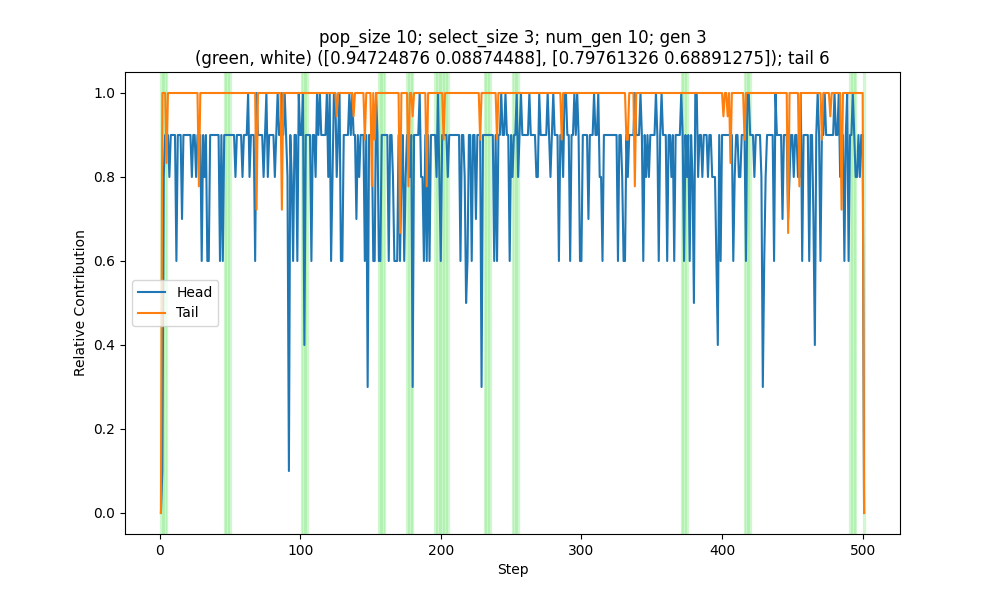 pop_size 10; select_size 3; num_gen 10; gen 3
(green, white) ([0.94724876 0.08874488], [0.79761326 0.68891275]); tail 6
1.0
0.8
0.6
0.4
0.2
0.0
Relative Contribution
Head
Tail
0 100 200 300 400 500
Step